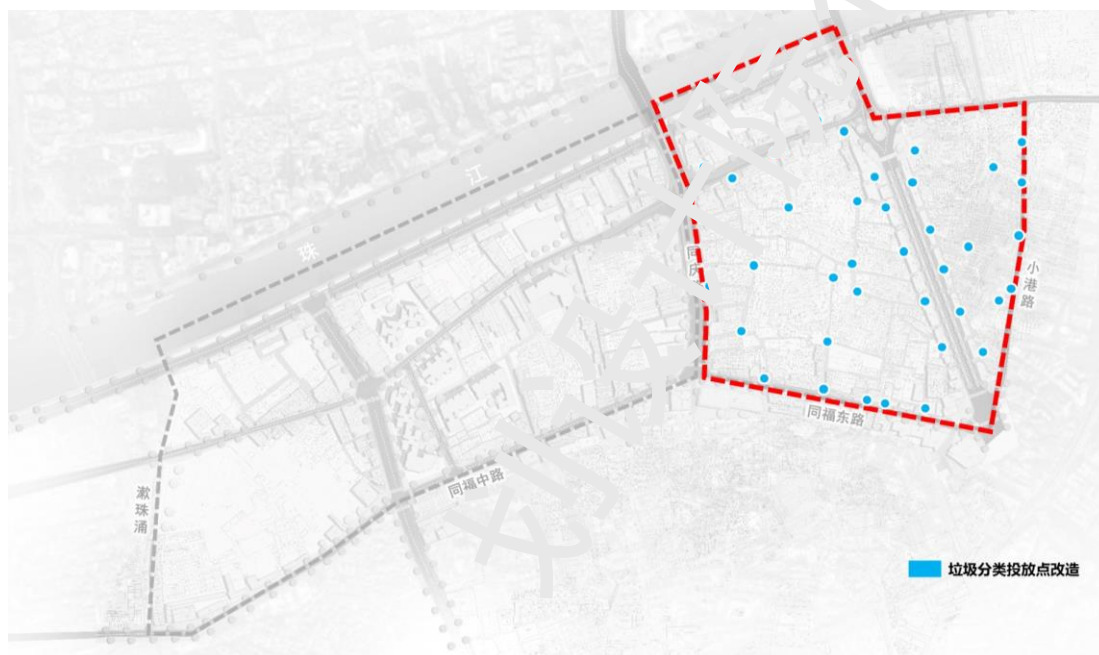 江
珠
同庆
小港路
同福东路
同福中路
漱珠涌
垃圾分类投放点改造